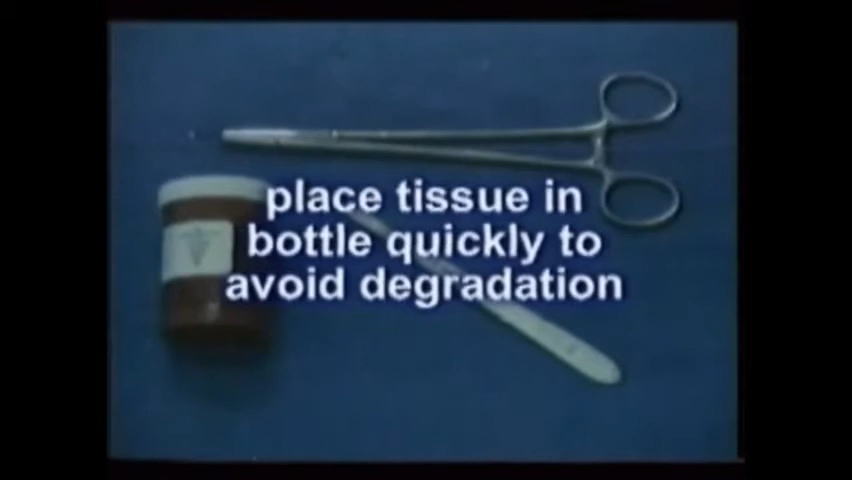 place tissue in
bottle quickly to
avoid degradation